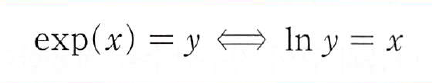 exp(x) = y ⟺ ln y = x